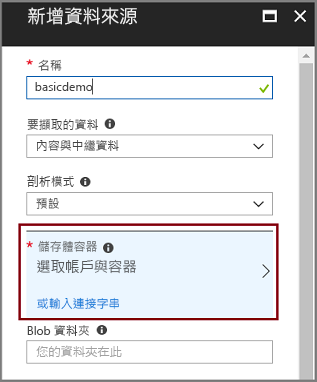 新增資料來源
* 名稱
basicdemo
要擷取的資料
內容與中繼資料
剖析模式
預設
* 儲存體容器
選取帳戶與容器
或輸入連接字串
Blob 資料夾
您的資料夾在此